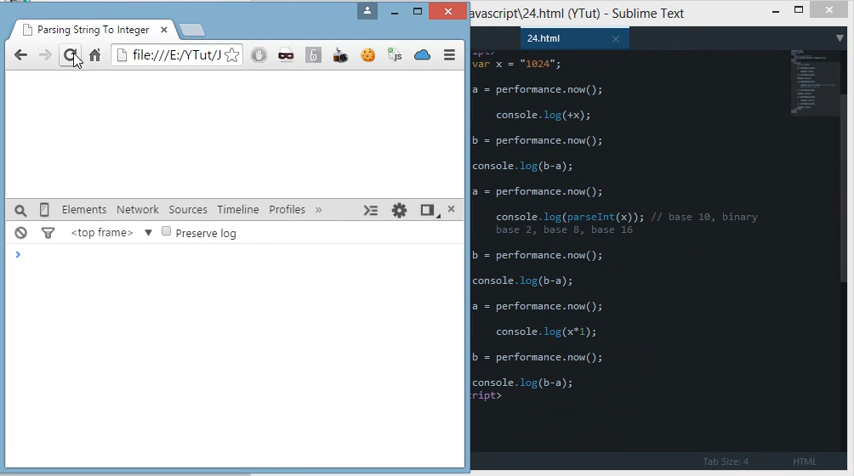 Parsing String To Integer
file:///E:/YTut/J
Elements Network Sources Timeline Profiles »
<top frame> Preserve log
avascript\24.html (YTut) - Sublime Text
24.html
ript>
var x = "1024";
a = performance.now();
console.log(+x);
b = performance.now();
console.log(b-a);
a = performance.now();
console.log(parseInt(x)); // base 10, binary
base 2, base 8, base 16
b = performance.now();
console.log(b-a);
a = performance.now();
console.log(x*1);
b = performance.now();
console.log(b-a);
ript>
Tab Size: 4 HTML